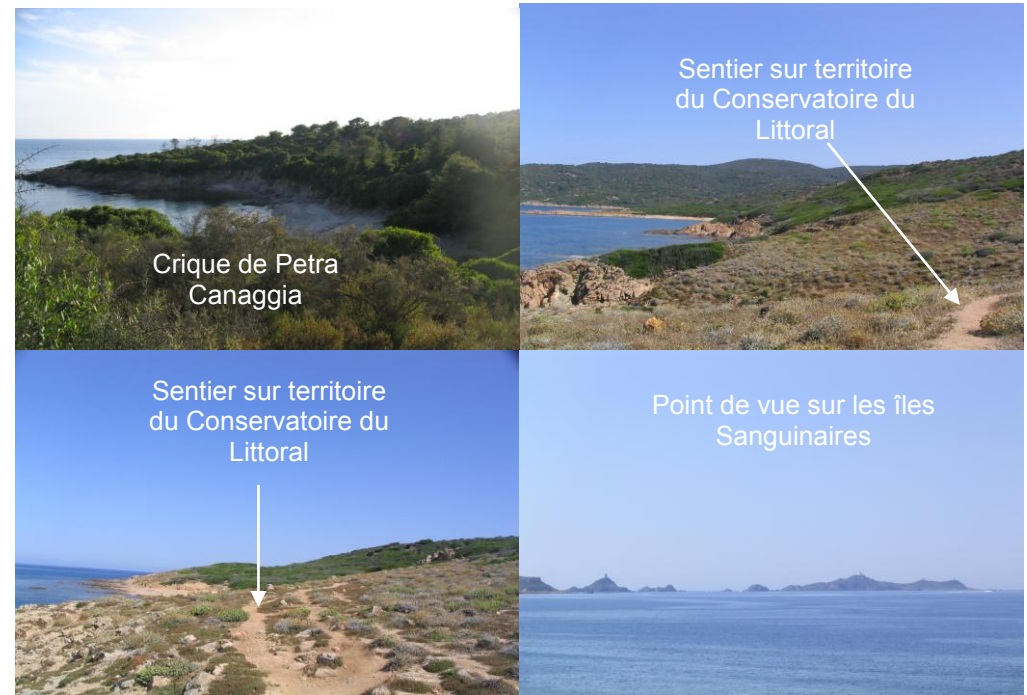 Crique de Petra
Canaggia
Sentier sur territoire
du Conservatoire du
Littoral
Sentier sur territoire
du Conservatoire du
Littoral
Point de vue sur les îles
Sanguinaires